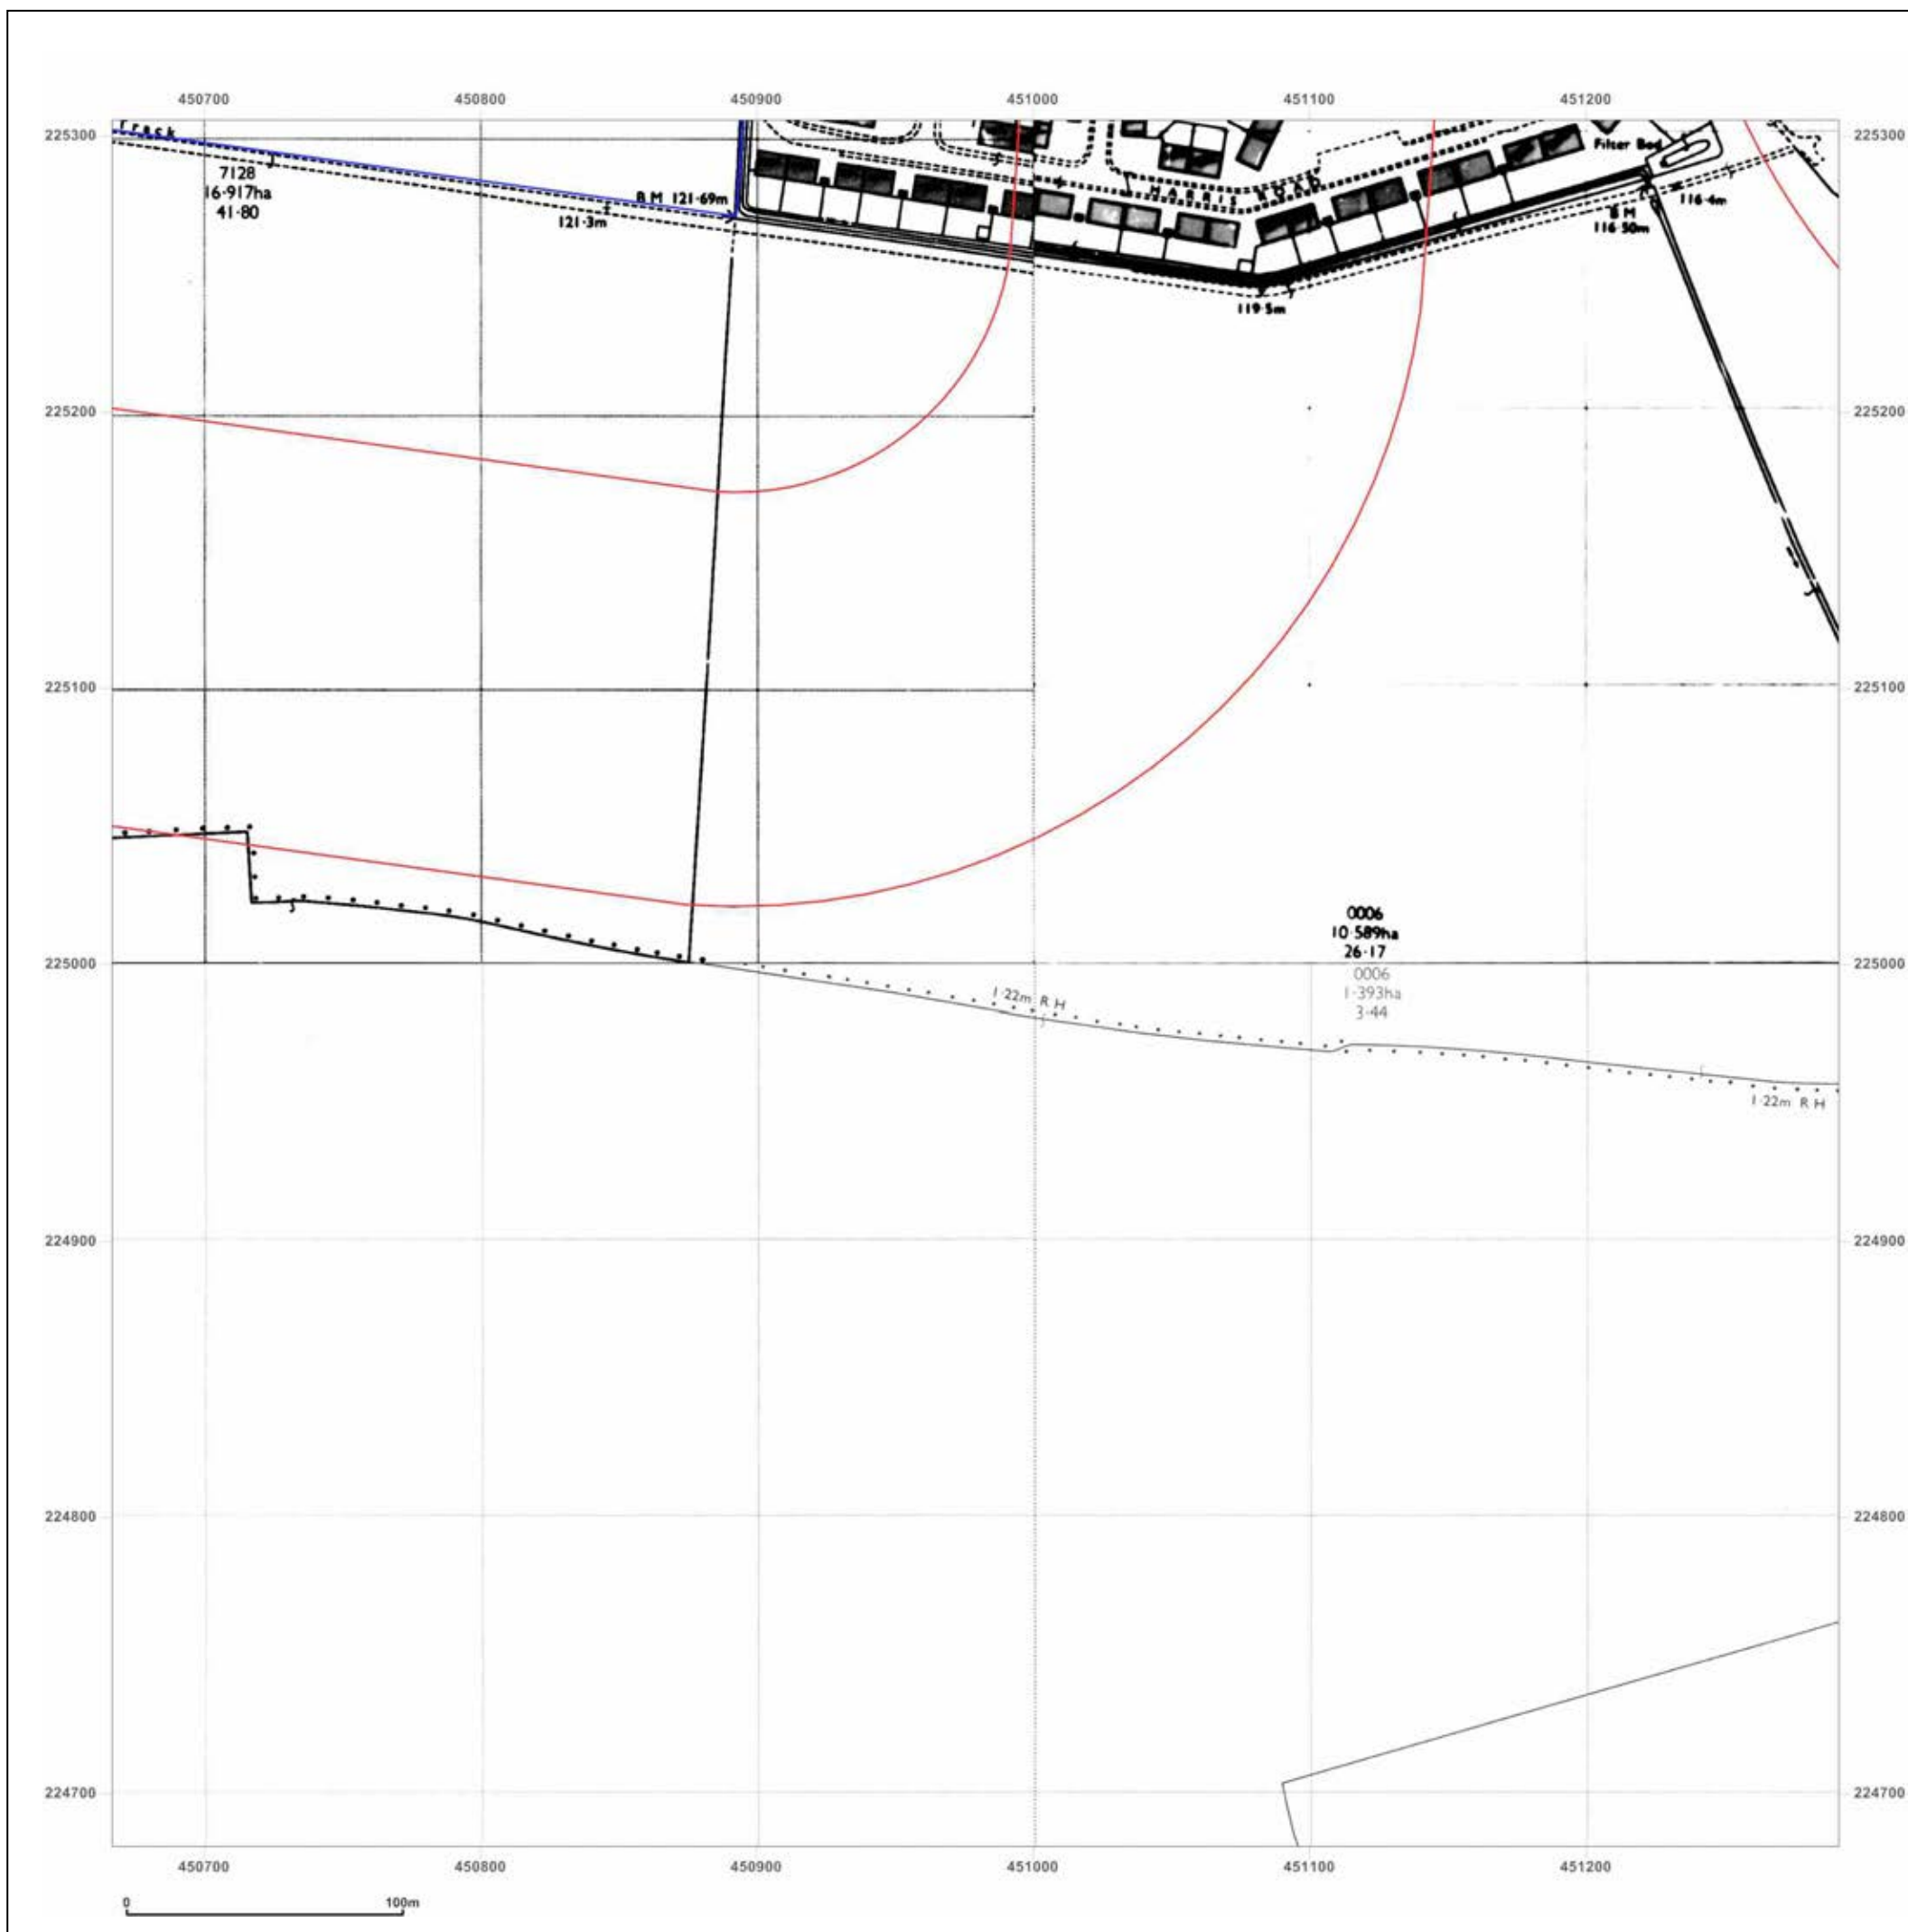 450700 450800 450900 451000 451100 451200
225300 225300
Track
7128
16·917ha
41·80
B M 121·69m
121·3m
HARRIS ROAD
Filter Bed
116·4m
B M
116·50m
119·5m
225200 225200
225100 225100
0006
10·589ha
26·17
225000 225000
0006
1·393ha
3·44
1·22m R H
1·22m R H
224900 224900
224800 224800
224700 224700
450700 450800 450900 451000 451100 451200
0 100m